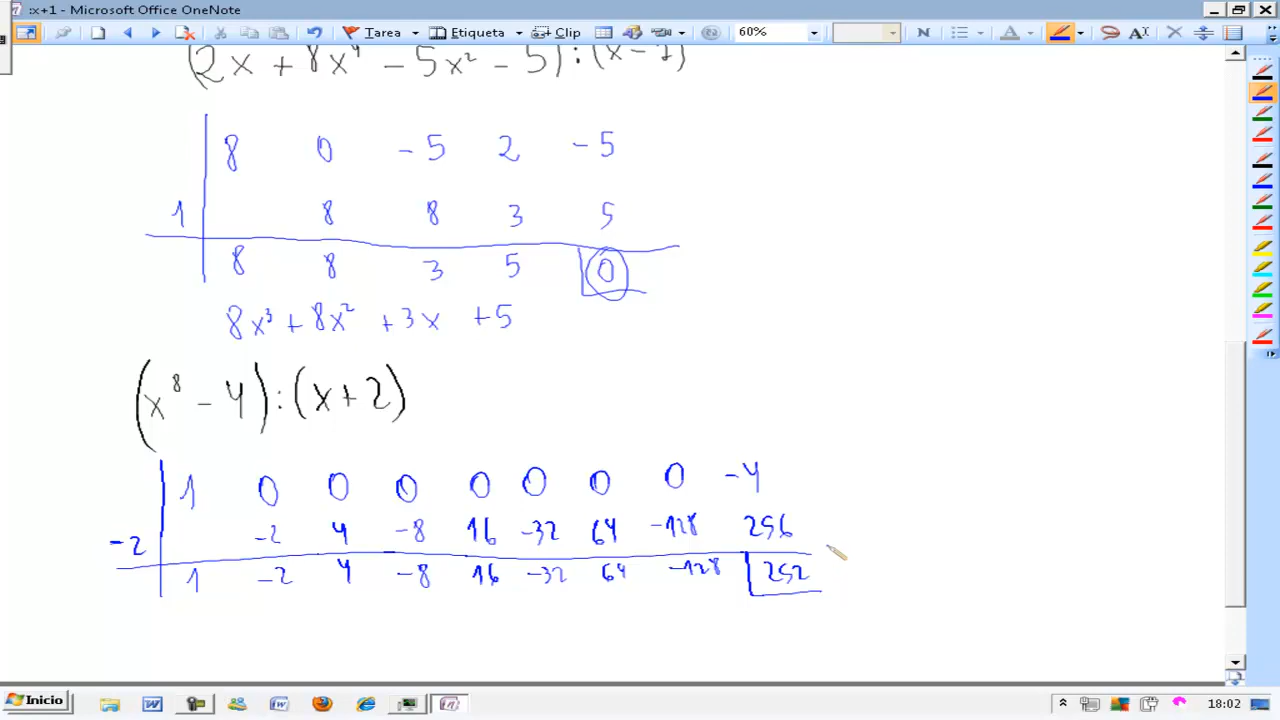 :x+1 - Microsoft OneNote
Tarea Etiqueta Clip 60% N A
(2x + 8x⁴ - 5x² - 5) : (x-1)
8 0 -5 2 -5
1 8 8 3 5
8 8 3 5 0
8x³ + 8x² + 3x + 5
(x⁸ - 4) : (x + 2)
1 0 0 0 0 0 0 0 -4
-2 -2 4 -8 16 -32 64 -128 256
1 -2 4 -8 16 -32 64 -128 252
Inicio 18:02